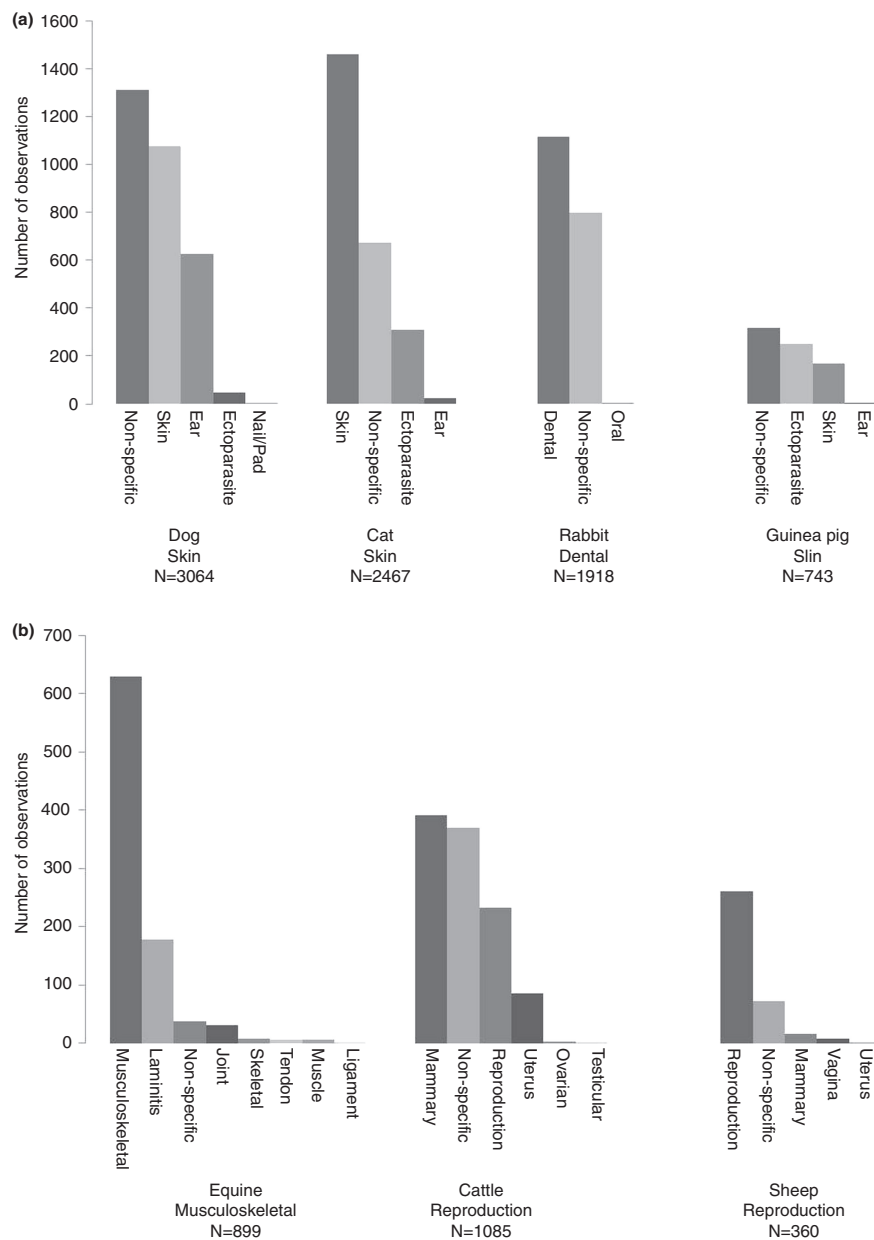 (a)
Number of observations
1600
1400
1200
1000
800
600
400
200
0
Non-specific
Skin
Ear
Ectoparasite
Nail/Pad
Skin
Non-specific
Ectoparasite
Ear
Dental
Non-specific
Oral
Non-specific
Ectoparasite
Skin
Ear
Dog
Skin
N=3064
Cat
Skin
N=2467
Rabbit
Dental
N=1918
Guinea pig
Slin
N=743
(b)
Number of observations
700
600
500
400
300
200
100
0
Musculoskeletal
Laminitis
Non-specific
Joint
Skeletal
Tendon
Muscle
Ligament
Mammary
Non-specific
Reproduction
Uterus
Ovarian
Testicular
Reproduction
Non-specific
Mammary
Vagina
Uterus
Equine
Musculoskeletal
N=899
Cattle
Reproduction
N=1085
Sheep
Reproduction
N=360